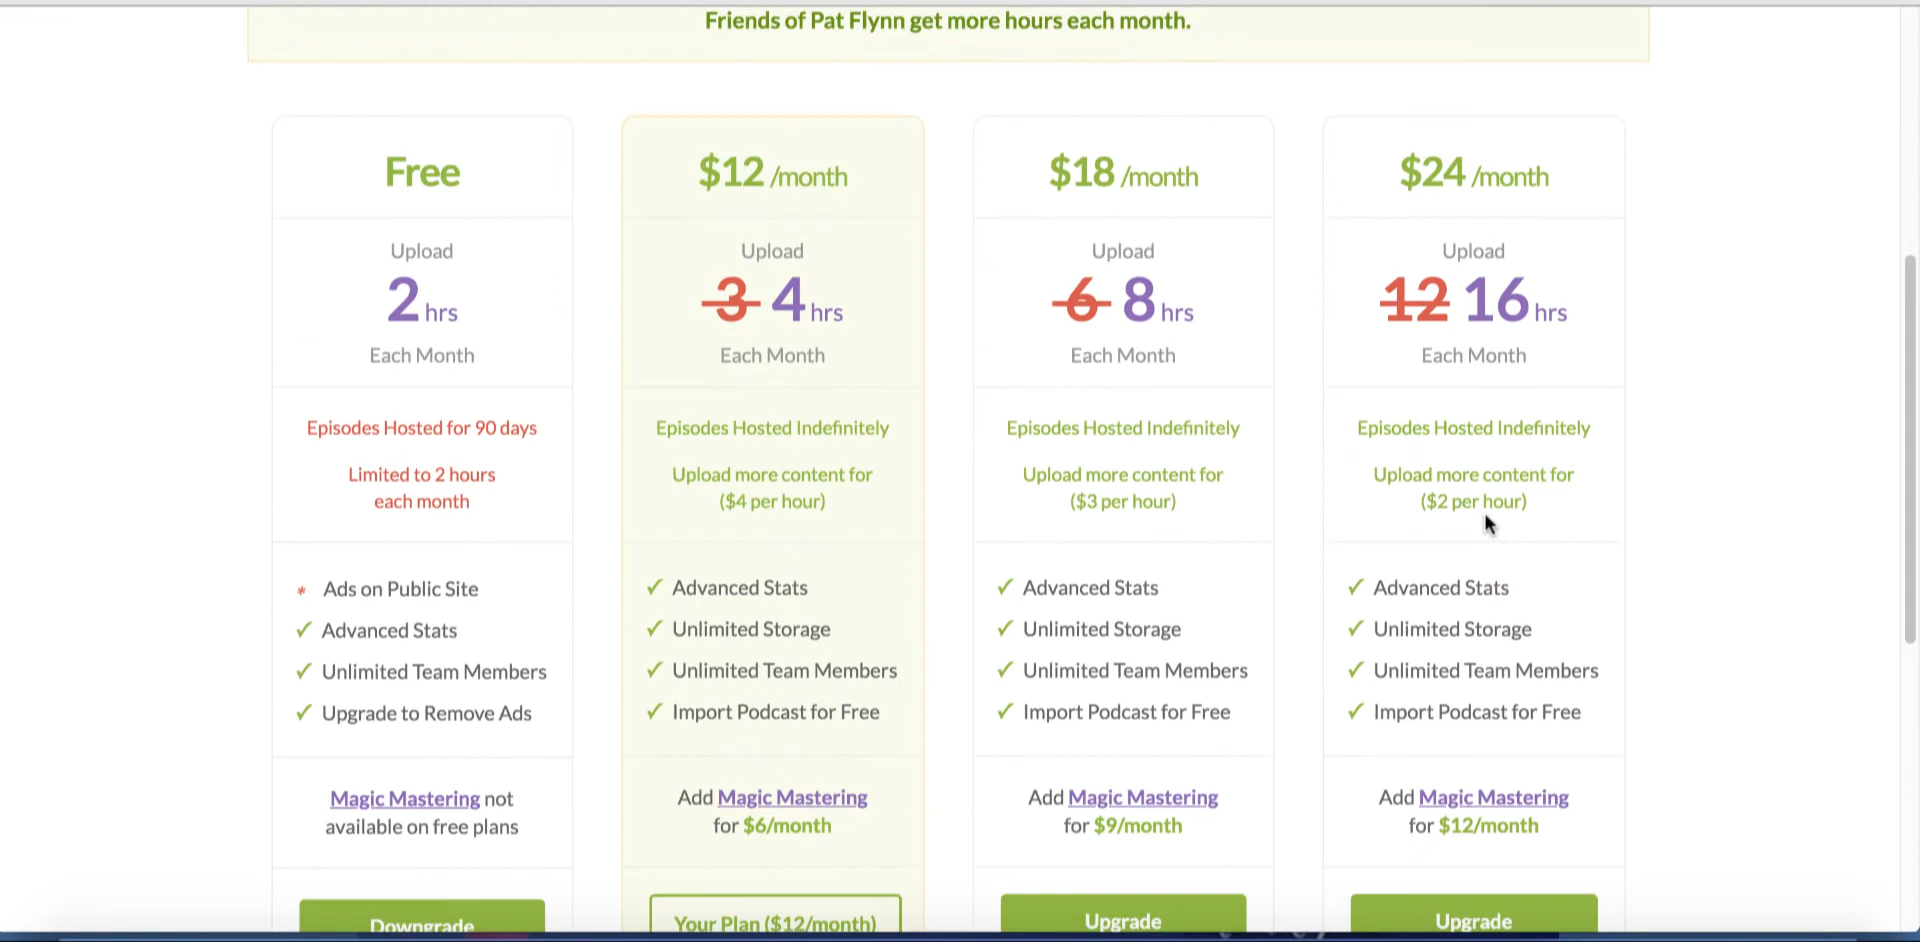 Friends of Pat Flynn get more hours each month.
Free
Upload
2 hrs
Each Month
Episodes Hosted for 90 days
Limited to 2 hours
each month
* Ads on Public Site
✓ Advanced Stats
✓ Unlimited Team Members
✓ Upgrade to Remove Ads
Magic Mastering not
available on free plans
Downgrade
$12 /month
Upload
3 4 hrs
Each Month
Episodes Hosted Indefinitely
Upload more content for
($4 per hour)
✓ Advanced Stats
✓ Unlimited Storage
✓ Unlimited Team Members
✓ Import Podcast for Free
Add Magic Mastering
for $6/month
Your Plan ($12/month)
$18 /month
Upload
6 8 hrs
Each Month
Episodes Hosted Indefinitely
Upload more content for
($3 per hour)
✓ Advanced Stats
✓ Unlimited Storage
✓ Unlimited Team Members
✓ Import Podcast for Free
Add Magic Mastering
for $9/month
Upgrade
$24 /month
Upload
12 16 hrs
Each Month
Episodes Hosted Indefinitely
Upload more content for
($2 per hour)
✓ Advanced Stats
✓ Unlimited Storage
✓ Unlimited Team Members
✓ Import Podcast for Free
Add Magic Mastering
for $12/month
Upgrade